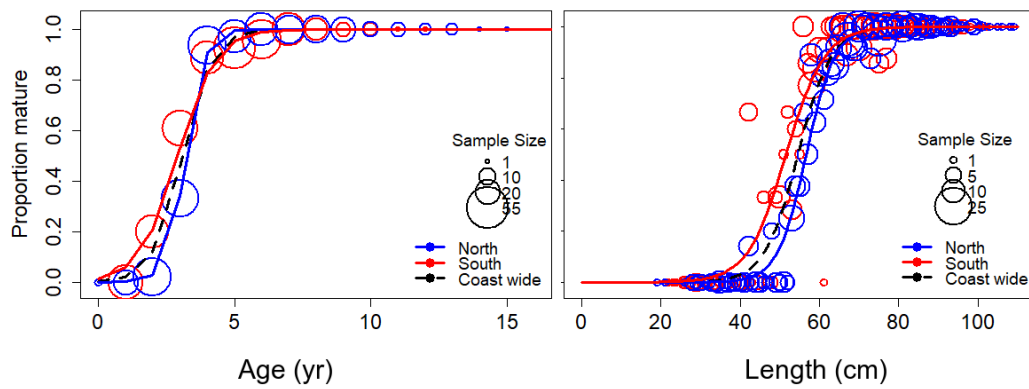 Proportion mature
0.0 0.2 0.4 0.6 0.8 1.0
Sample Size
1
10
20
55
North
South
Coast wide
0 5 10 15
Age (yr)
Sample Size
1
5
10
25
North
South
Coast wide
0 20 40 60 80 100
Length (cm)